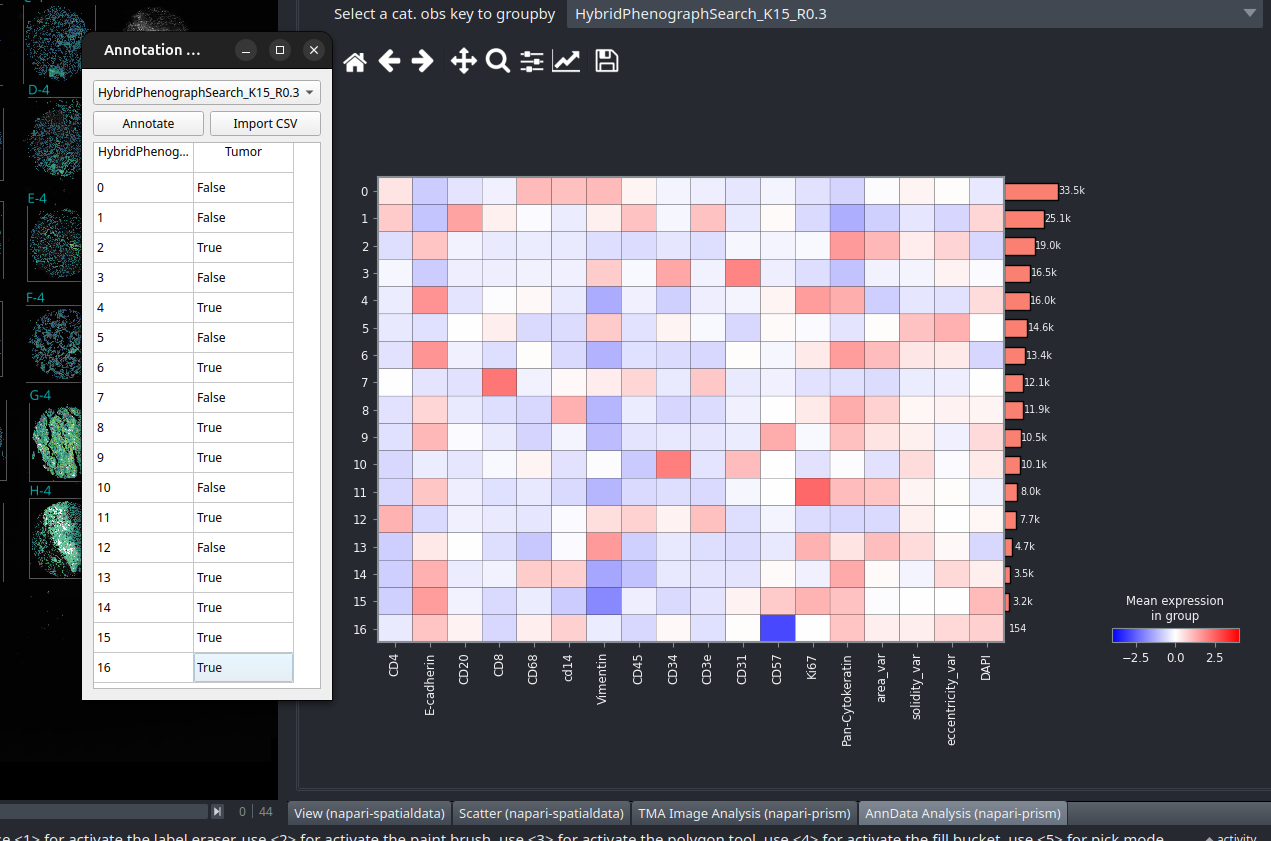 Select a cat. obs key to groupby HybridPhenographSearch_K15_R0.3
Annotation ...
HybridPhenographSearch_K15_R0.3
Annotate Import CSV
HybridPhenog... Tumor
0 False
1 False
2 True
3 False
4 True
5 False
6 True
7 False
8 True
9 True
10 False
11 True
12 False
13 True
14 True
15 True
16 True
D-4
E-4
F-4
G-4
H-4
0 33.5k
1 25.1k
2 19.0k
3 16.5k
4 16.0k
5 14.6k
6 13.4k
7 12.1k
8 11.9k
9 10.5k
10 10.1k
11 8.0k
12 7.7k
13 4.7k
14 3.5k
15 3.2k
16 154
CD4
E-cadherin
CD20
CD8
CD68
cd14
Vimentin
CD45
CD34
CD3e
CD31
CD57
Ki67
Pan-Cytokeratin
area_var
solidity_var
eccentricity_var
DAPI
Mean expression
in group
−2.5 0.0 2.5
0 44
View (napari-spatialdata) Scatter (napari-spatialdata) TMA Image Analysis (napari-prism) AnnData Analysis (napari-prism)
<1> for activate the label eraser, use <2> for activate the paint brush, use <3> for activate the polygon tool, use <4> for activate the fill bucket, use <5> for pick mode
activity